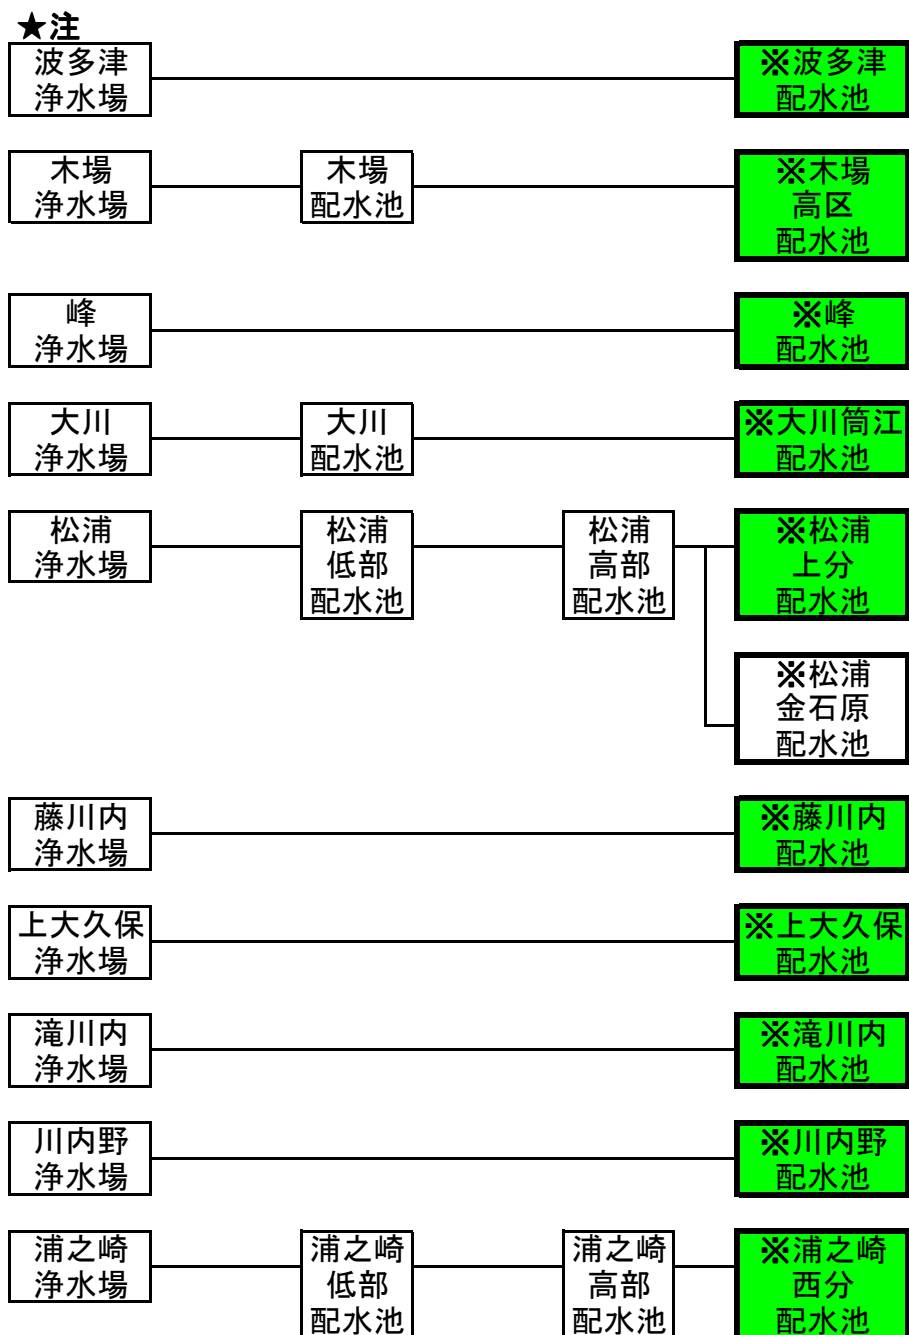 ★注
波多津
浄水場
※波多津
配水池
木場
浄水場
木場
配水池
※木場
高区
配水池
峰
浄水場
※峰
配水池
大川
浄水場
大川
配水池
※大川筒江
配水池
松浦
浄水場
松浦
低部
配水池
松浦
高部
配水池
※松浦
上分
配水池
※松浦
金石原
配水池
藤川内
浄水場
※藤川内
配水池
上大久保
浄水場
※上大久保
配水池
滝川内
浄水場
※滝川内
配水池
川内野
浄水場
※川内野
配水池
浦之崎
浄水場
浦之崎
低部
配水池
浦之崎
高部
配水池
※浦之崎
西分
配水池